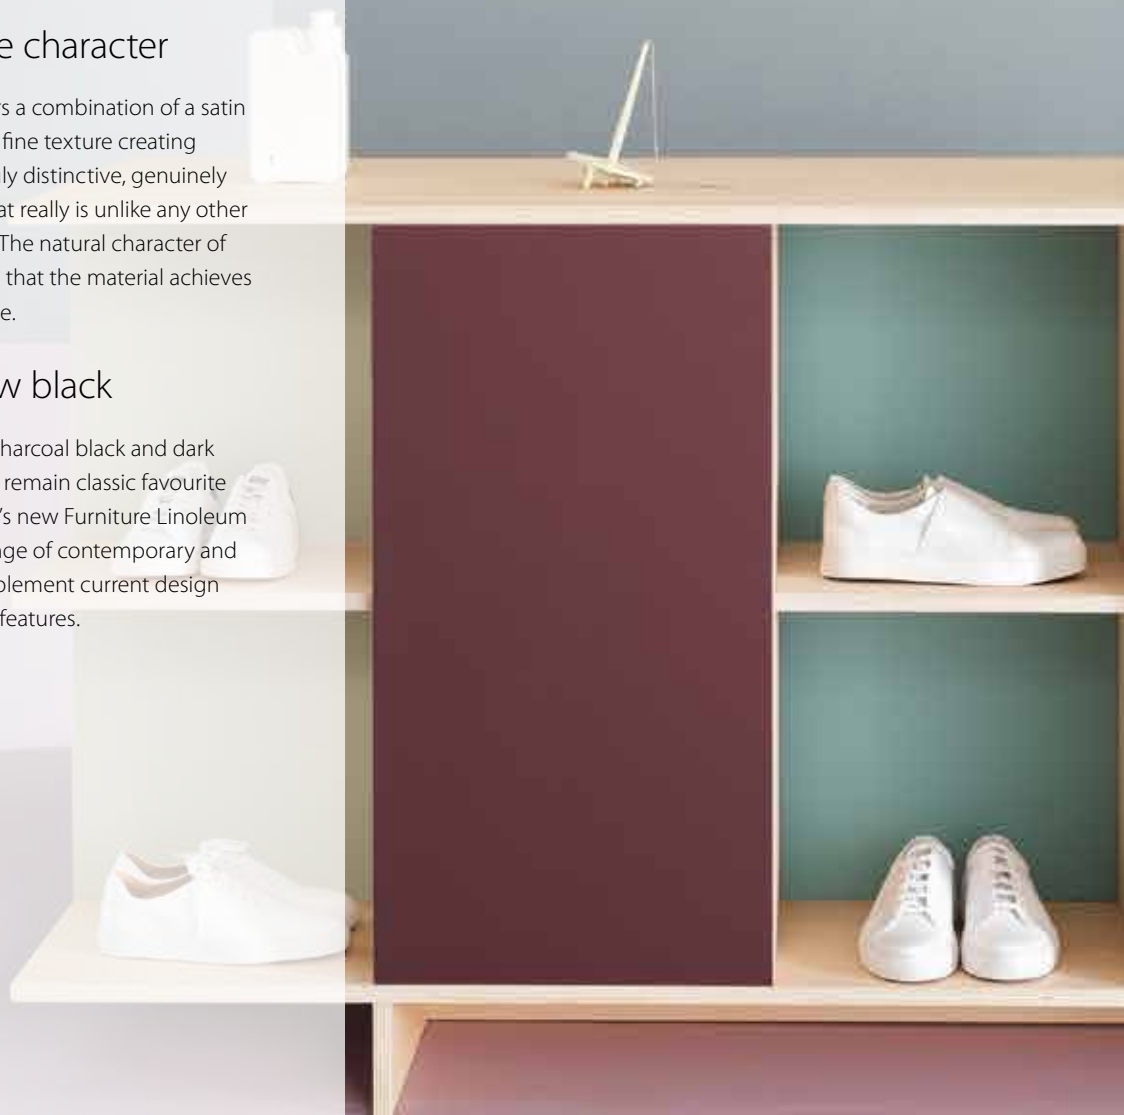 e character
s a combination of a satin
fine texture creating
ly distinctive, genuinely
at really is unlike any other
The natural character of
that the material achieves
e.
w black
harcoal black and dark
remain classic favourite
's new Furniture Linoleum
ge of contemporary and
plement current design
features.